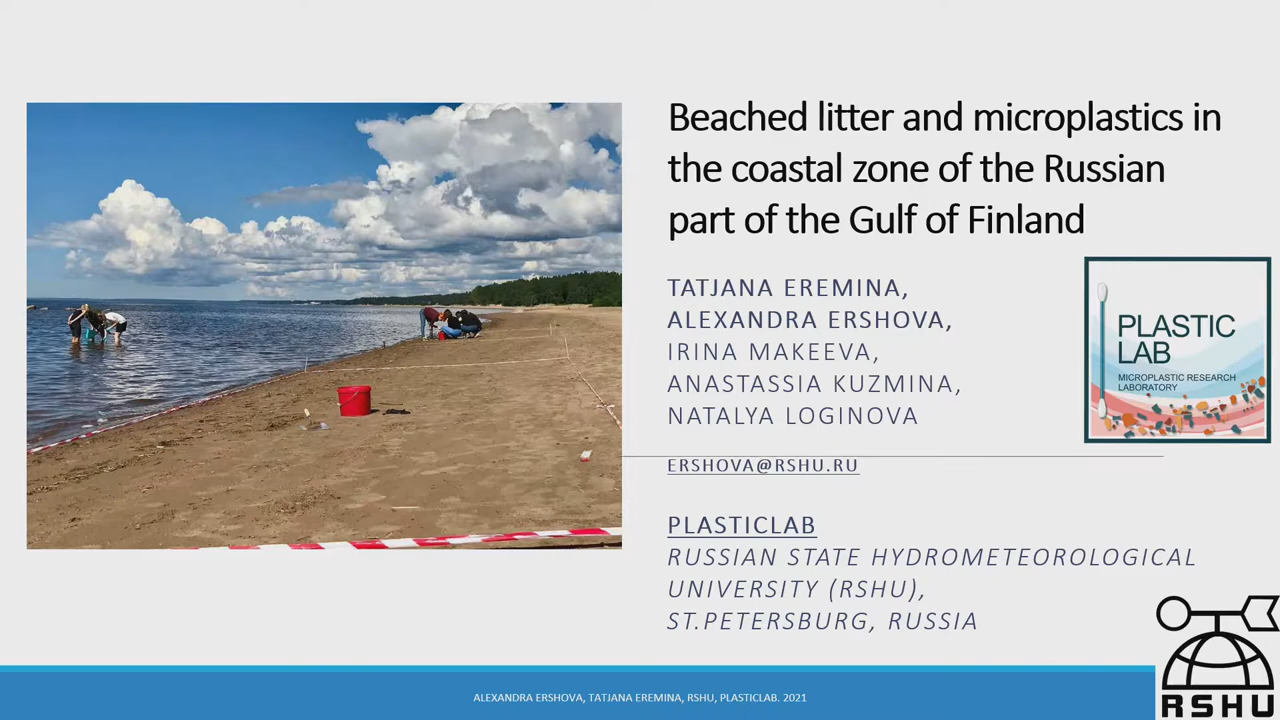 Beached litter and microplastics in
the coastal zone of the Russian
part of the Gulf of Finland
TATJANA EREMINA,
ALEXANDRA ERSHOVA,
IRINA MAKEEVA,
ANASTASSIA KUZMINA,
NATALYA LOGINOVA
PLASTIC
LAB
MICROPLASTIC RESEARCH
LABORATORY
ERSHOVA@RSHU.RU
PLASTICLAB
RUSSIAN STATE HYDROMETEOROLOGICAL
UNIVERSITY (RSHU),
ST.PETERSBURG, RUSSIA
RSHU
ALEXANDRA ERSHOVA, TATJANA EREMINA, RSHU, PLASTICLAB. 2021